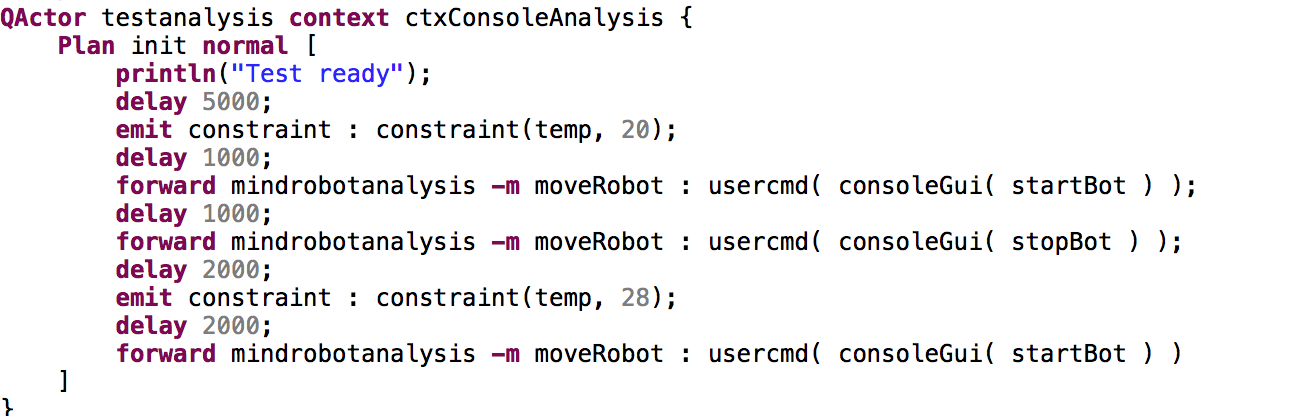 QActor testanalysis context ctxConsoleAnalysis {
    Plan init normal [
        println("Test ready");
        delay 5000;
        emit constraint : constraint(temp, 20);
        delay 1000;
        forward mindrobotanalysis -m moveRobot : usercmd( consoleGui( startBot ) );
        delay 1000;
        forward mindrobotanalysis -m moveRobot : usercmd( consoleGui( stopBot ) );
        delay 2000;
        emit constraint : constraint(temp, 28);
        delay 2000;
        forward mindrobotanalysis -m moveRobot : usercmd( consoleGui( startBot ) )
    ]
}